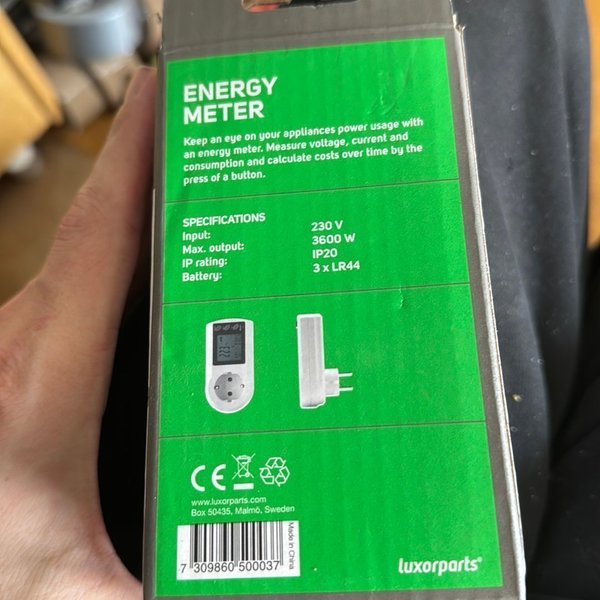 ENERGY
METER
Keep an eye on your appliances power usage with
an energy meter. Measure voltage, current and
consumption and calculate costs over time by the
press of a button.
SPECIFICATIONS
Input: 230 V
Max. output: 3600 W
IP rating: IP20
Battery: 3 x LR44
CE
www.luxorparts.com
Box 50435, Malmö, Sweden
Made in China
7 309860 500037
luxorparts®